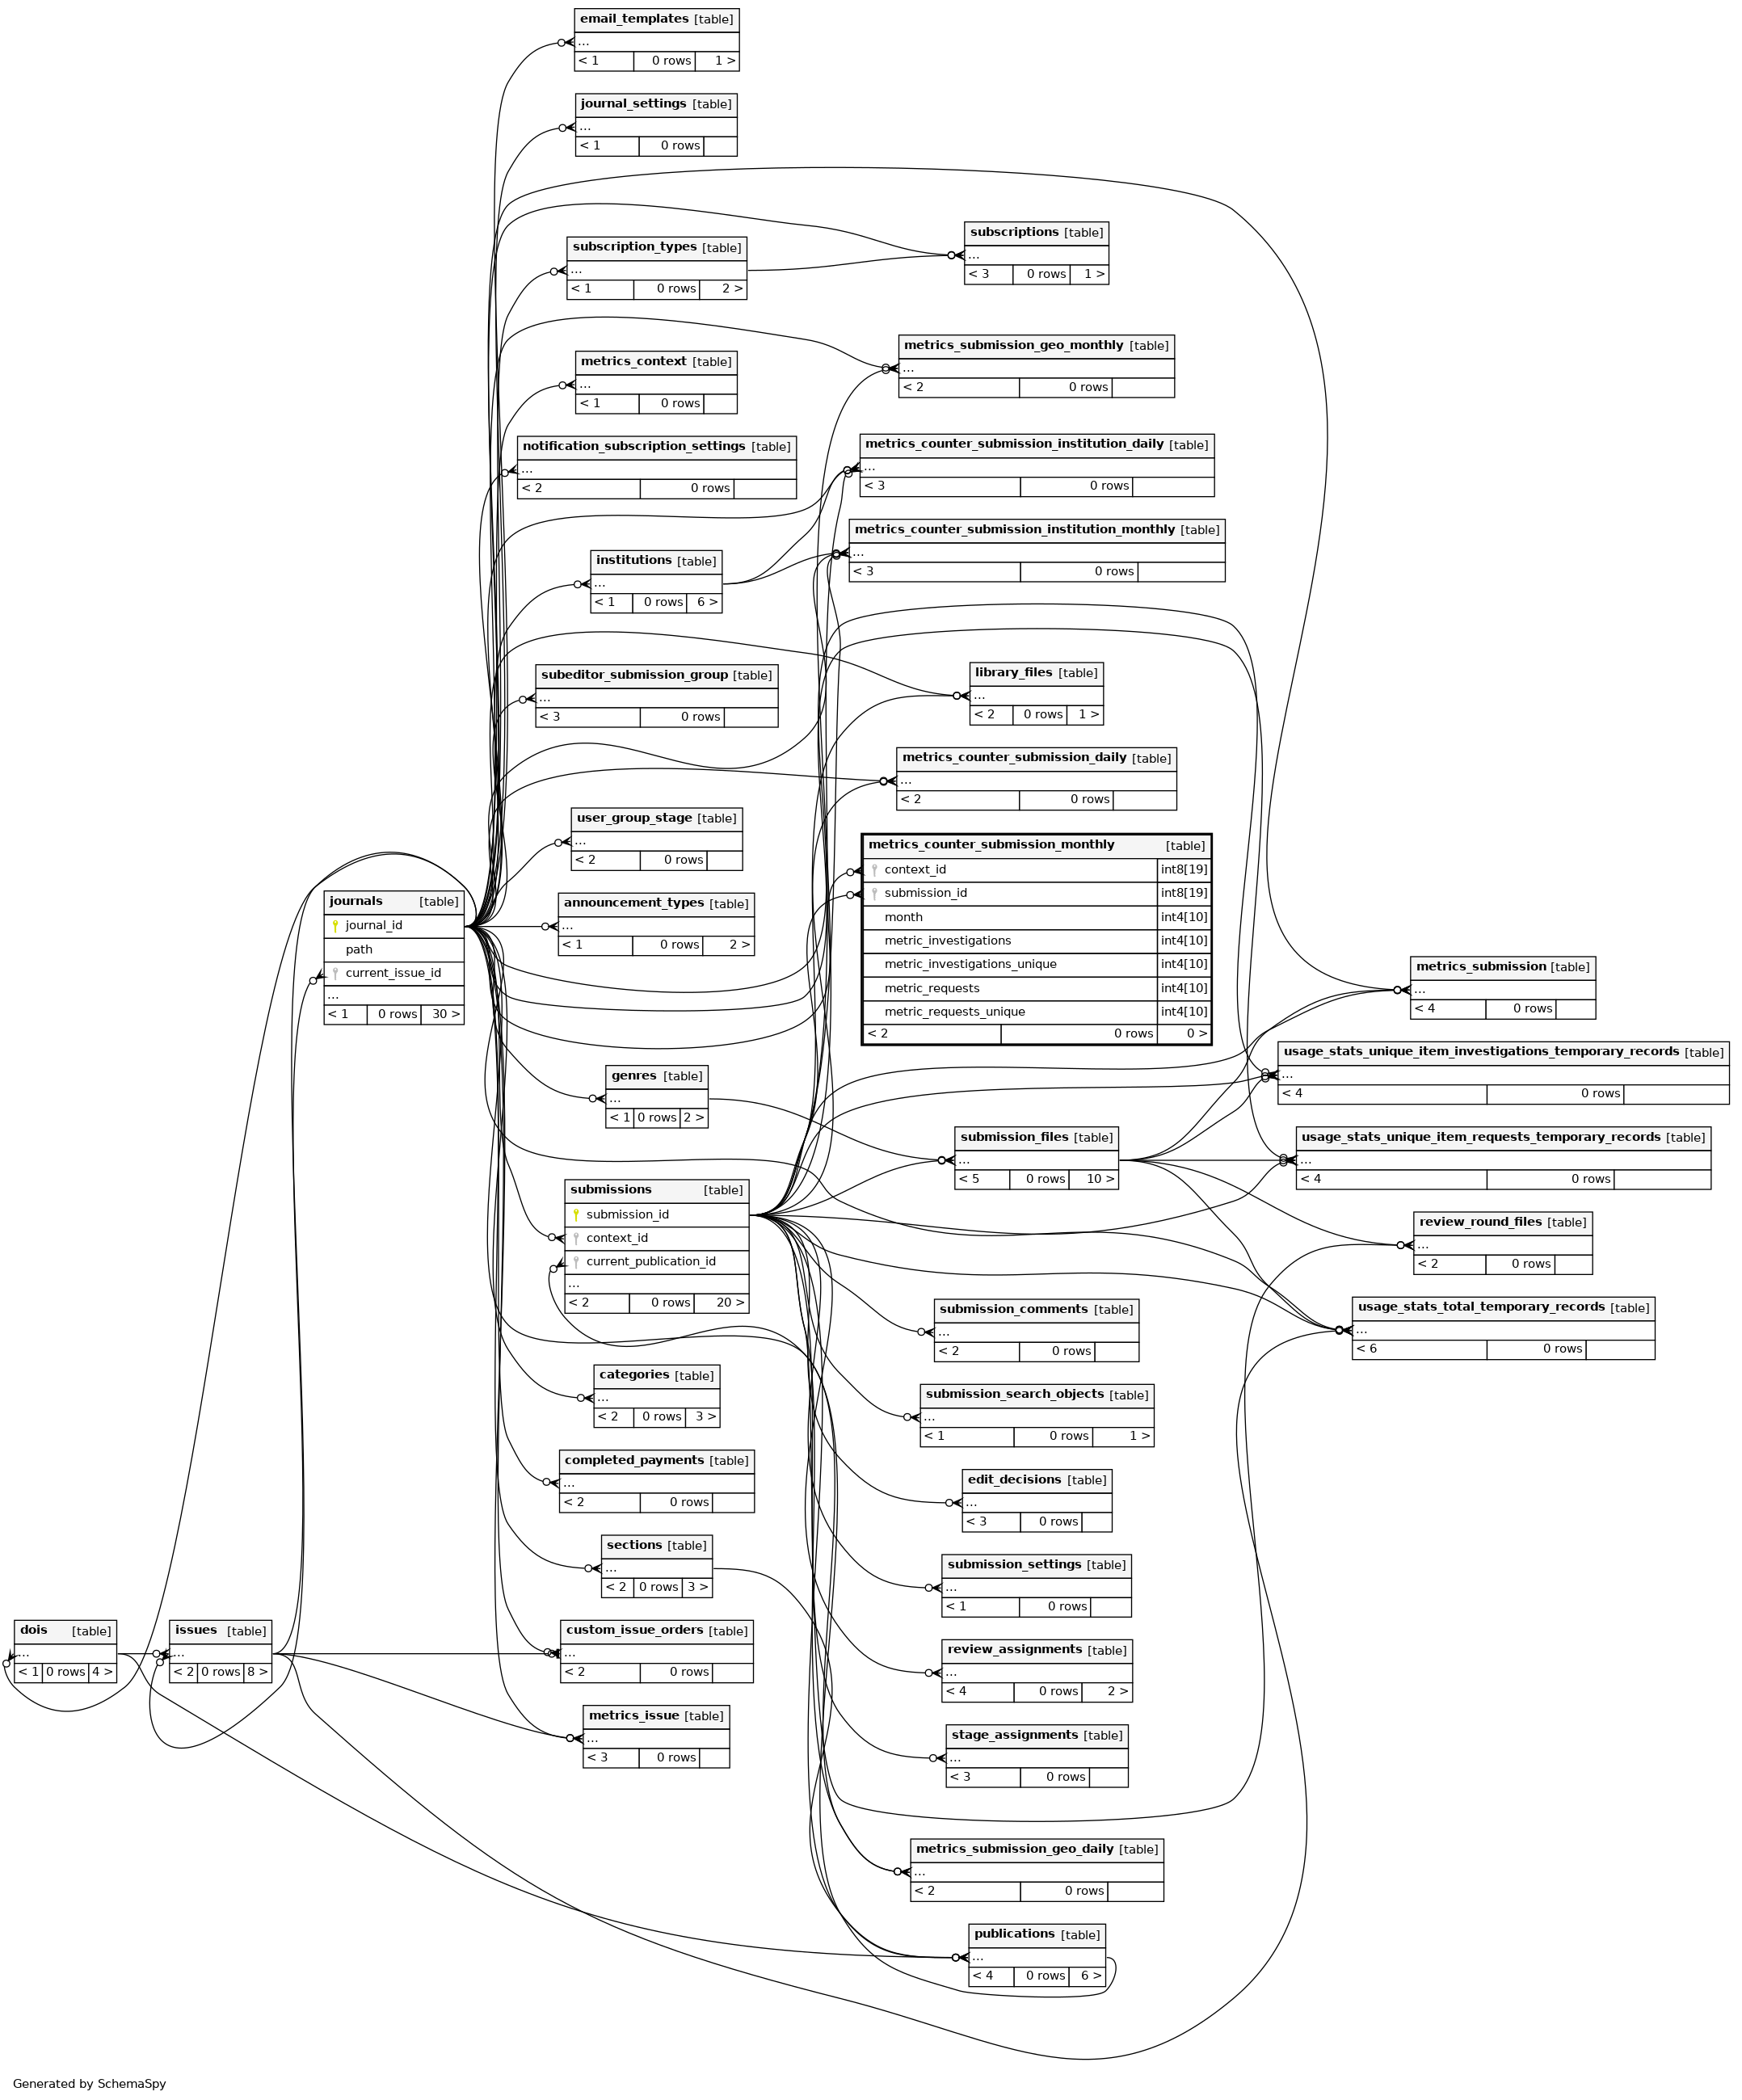 email_templates [table]
...
< 1 0 rows 1 >
journal_settings [table]
...
< 1 0 rows
subscriptions [table]
...
< 3 0 rows 1 >
subscription_types [table]
...
< 1 0 rows 2 >
metrics_submission_geo_monthly [table]
...
< 2 0 rows
metrics_context [table]
...
< 1 0 rows
metrics_counter_submission_institution_daily [table]
...
< 3 0 rows
notification_subscription_settings [table]
...
< 2 0 rows
metrics_counter_submission_institution_monthly [table]
...
< 3 0 rows
institutions [table]
...
< 1 0 rows 6 >
library_files [table]
...
< 2 0 rows 1 >
subeditor_submission_group [table]
...
< 3 0 rows
metrics_counter_submission_daily [table]
...
< 2 0 rows
user_group_stage [table]
...
< 2 0 rows
metrics_counter_submission_monthly [table]
context_id int8[19]
submission_id int8[19]
month int4[10]
metric_investigations int4[10]
metric_investigations_unique int4[10]
metric_requests int4[10]
metric_requests_unique int4[10]
< 2 0 rows 0 >
journals [table]
journal_id
path
current_issue_id
...
< 1 0 rows 30 >
announcement_types [table]
...
< 1 0 rows 2 >
metrics_submission [table]
...
< 4 0 rows
usage_stats_unique_item_investigations_temporary_records [table]
...
< 4 0 rows
genres [table]
...
< 1 0 rows 2 >
submission_files [table]
...
< 5 0 rows 10 >
usage_stats_unique_item_requests_temporary_records [table]
...
< 4 0 rows
submissions [table]
submission_id
context_id
current_publication_id
...
< 2 0 rows 20 >
review_round_files [table]
...
< 2 0 rows
submission_comments [table]
...
< 2 0 rows
usage_stats_total_temporary_records [table]
...
< 6 0 rows
categories [table]
...
< 2 0 rows 3 >
submission_search_objects [table]
...
< 1 0 rows 1 >
completed_payments [table]
...
< 2 0 rows
edit_decisions [table]
...
< 3 0 rows
sections [table]
...
< 2 0 rows 3 >
submission_settings [table]
...
< 1 0 rows
dois [table]
...
< 1 0 rows 4 >
issues [table]
...
< 2 0 rows 8 >
custom_issue_orders [table]
...
< 2 0 rows
review_assignments [table]
...
< 4 0 rows 2 >
metrics_issue [table]
...
< 3 0 rows
stage_assignments [table]
...
< 3 0 rows
metrics_submission_geo_daily [table]
...
< 2 0 rows
publications [table]
...
< 4 0 rows 6 >
Generated by SchemaSpy